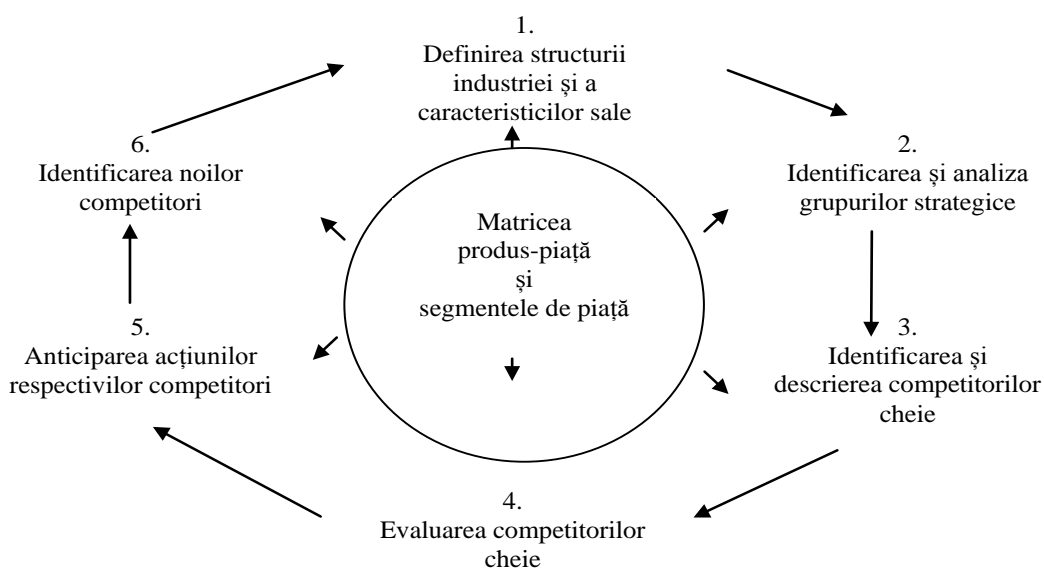 1.
Definirea structurii
industriei și a
caracteristicilor sale
2.
Identificarea și analiza
grupurilor strategice
3.
Identificarea și
descrierea competitorilor
cheie
4.
Evaluarea competitorilor
cheie
5.
Anticiparea acțiunilor
respectivilor competitori
6.
Identificarea noilor
competitori
Matricea
produs-piață
și
segmentele de piață